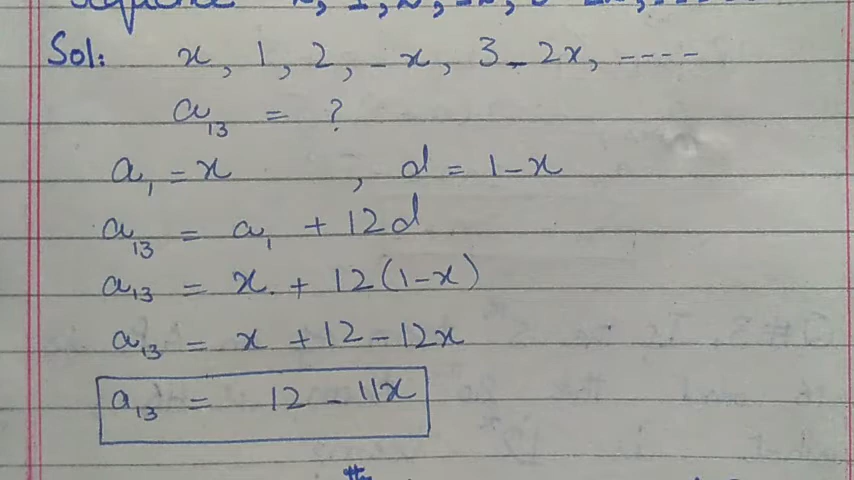 Sol: x, 1, 2, - x, 3 - 2x, ----
a₁₃ = ?
a₁ = x , d = 1 - x
a₁₃ = a₁ + 12d
a₁₃ = x + 12(1-x)
a₁₃ = x + 12 - 12x
a₁₃ = 12 - 11x